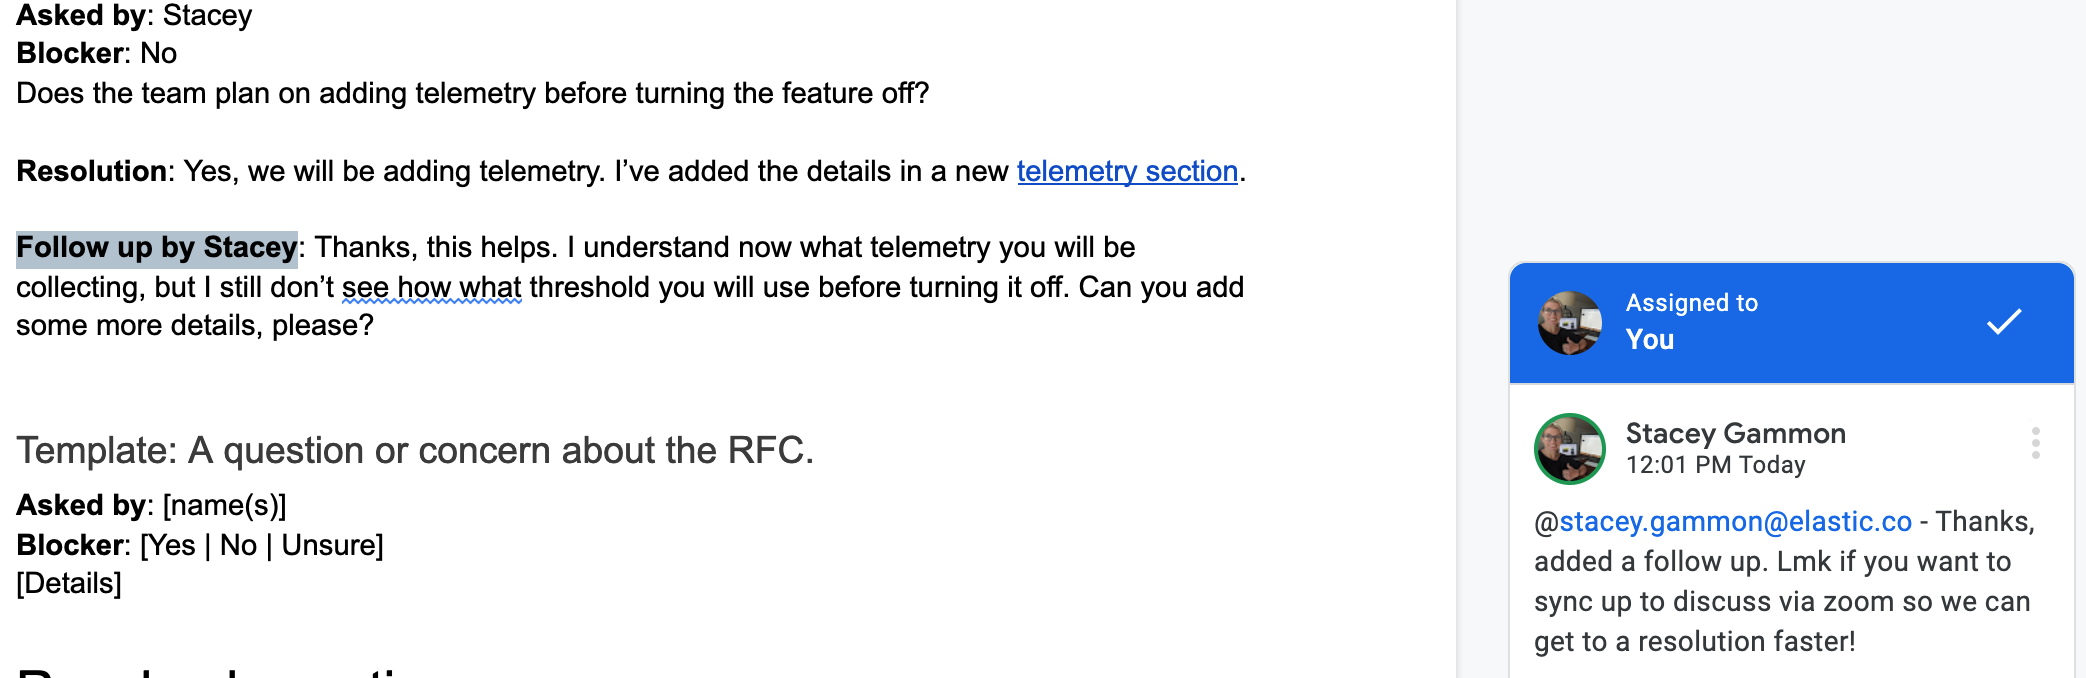 Asked by: Stacey
Blocker: No
Does the team plan on adding telemetry before turning the feature off?
Resolution: Yes, we will be adding telemetry. I’ve added the details in a new telemetry section.
Follow up by Stacey: Thanks, this helps. I understand now what telemetry you will be
collecting, but I still don’t see how what threshold you will use before turning it off. Can you add
some more details, please?
Template: A question or concern about the RFC.
Asked by: [name(s)]
Blocker: [Yes | No | Unsure]
[Details]
Assigned to
You
Stacey Gammon
12:01 PM Today
@stacey.gammon@elastic.co - Thanks,
added a follow up. Lmk if you want to
sync up to discuss via zoom so we can
get to a resolution faster!